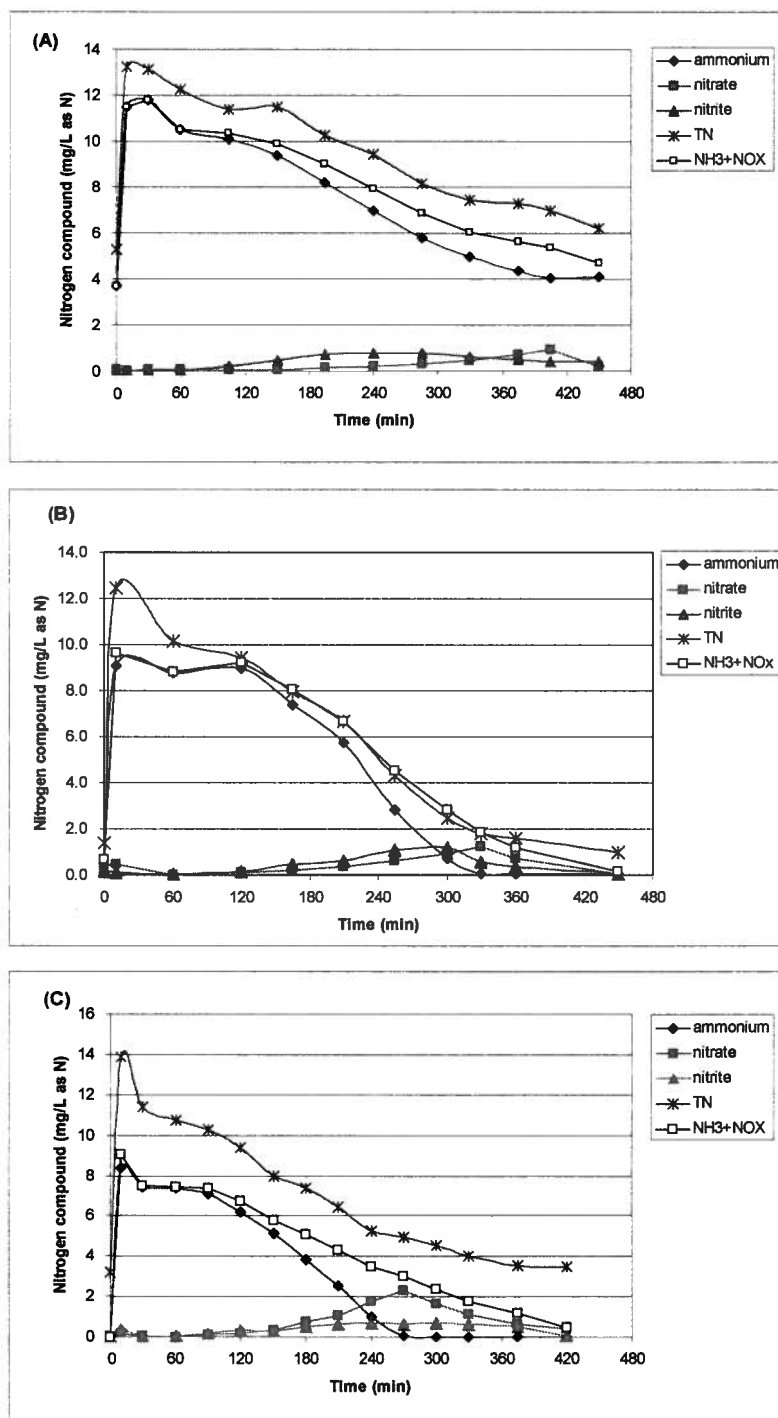 (A)
Nitrogen compound (mg/L as N)
14
12
10
8
6
4
2
0
0 60 120 180 240 300 360 420 480
Time (min)
ammonium
nitrate
nitrite
TN
NH3+NOX
(B)
Nitrogen compound (mg/L as N)
14.0
12.0
10.0
8.0
6.0
4.0
2.0
0.0
0 60 120 180 240 300 360 420 480
Time (min)
ammonium
nitrate
nitrite
TN
NH3+NOx
(C)
Nitrogen compound (mg/L as N)
16
14
12
10
8
6
4
2
0
0 60 120 180 240 300 360 420 480
Time (min)
ammonium
nitrate
nitrite
TN
NH3+NOX